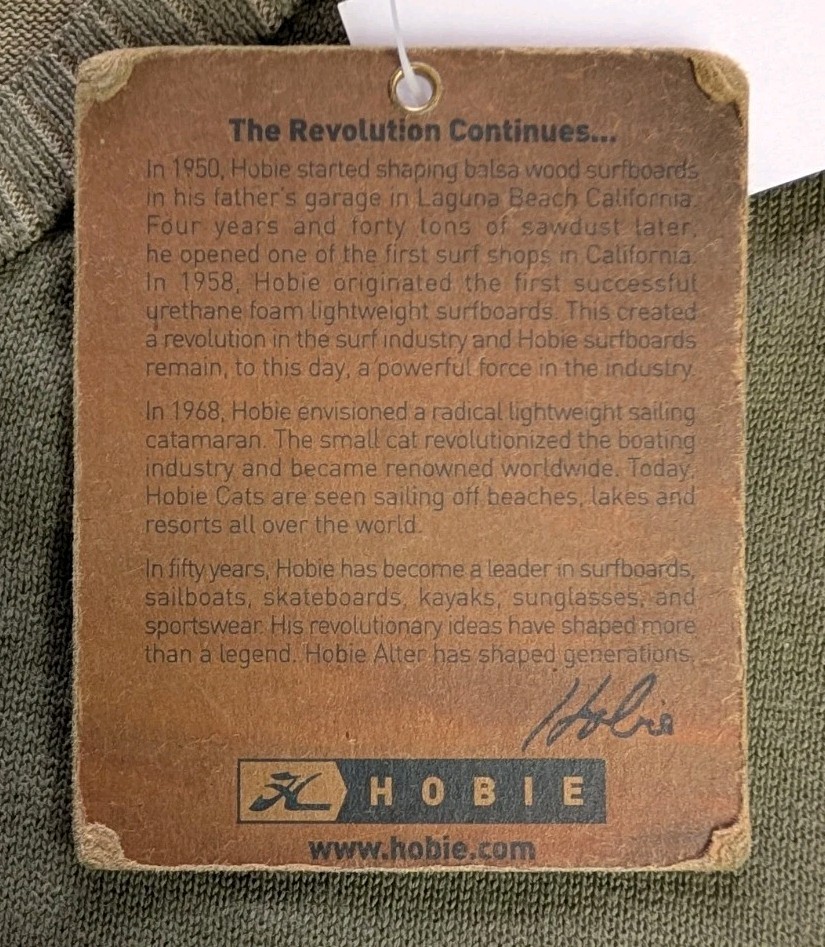 The Revolution Continues...
In 1950, Hobie started shaping balsa wood surfboards
in his father's garage in Laguna Beach California.
Four years and forty tons of sawdust later,
he opened one of the first surf shops in California.
In 1958, Hobie originated the first successful
urethane foam lightweight surfboards. This created
a revolution in the surf industry and Hobie surfboards
remain, to this day, a powerful force in the industry.
In 1968, Hobie envisioned a radical lightweight sailing
catamaran. The small cat revolutionized the boating
industry and became renowned worldwide. Today,
Hobie Cats are seen sailing off beaches, lakes and
resorts all over the world.
In fifty years, Hobie has become a leader in surfboards,
sailboats, skateboards, kayaks, sunglasses, and
sportswear. His revolutionary ideas have shaped more
than a legend. Hobie Alter has shaped generations.
Hobie
HOBIE
www.hobie.com